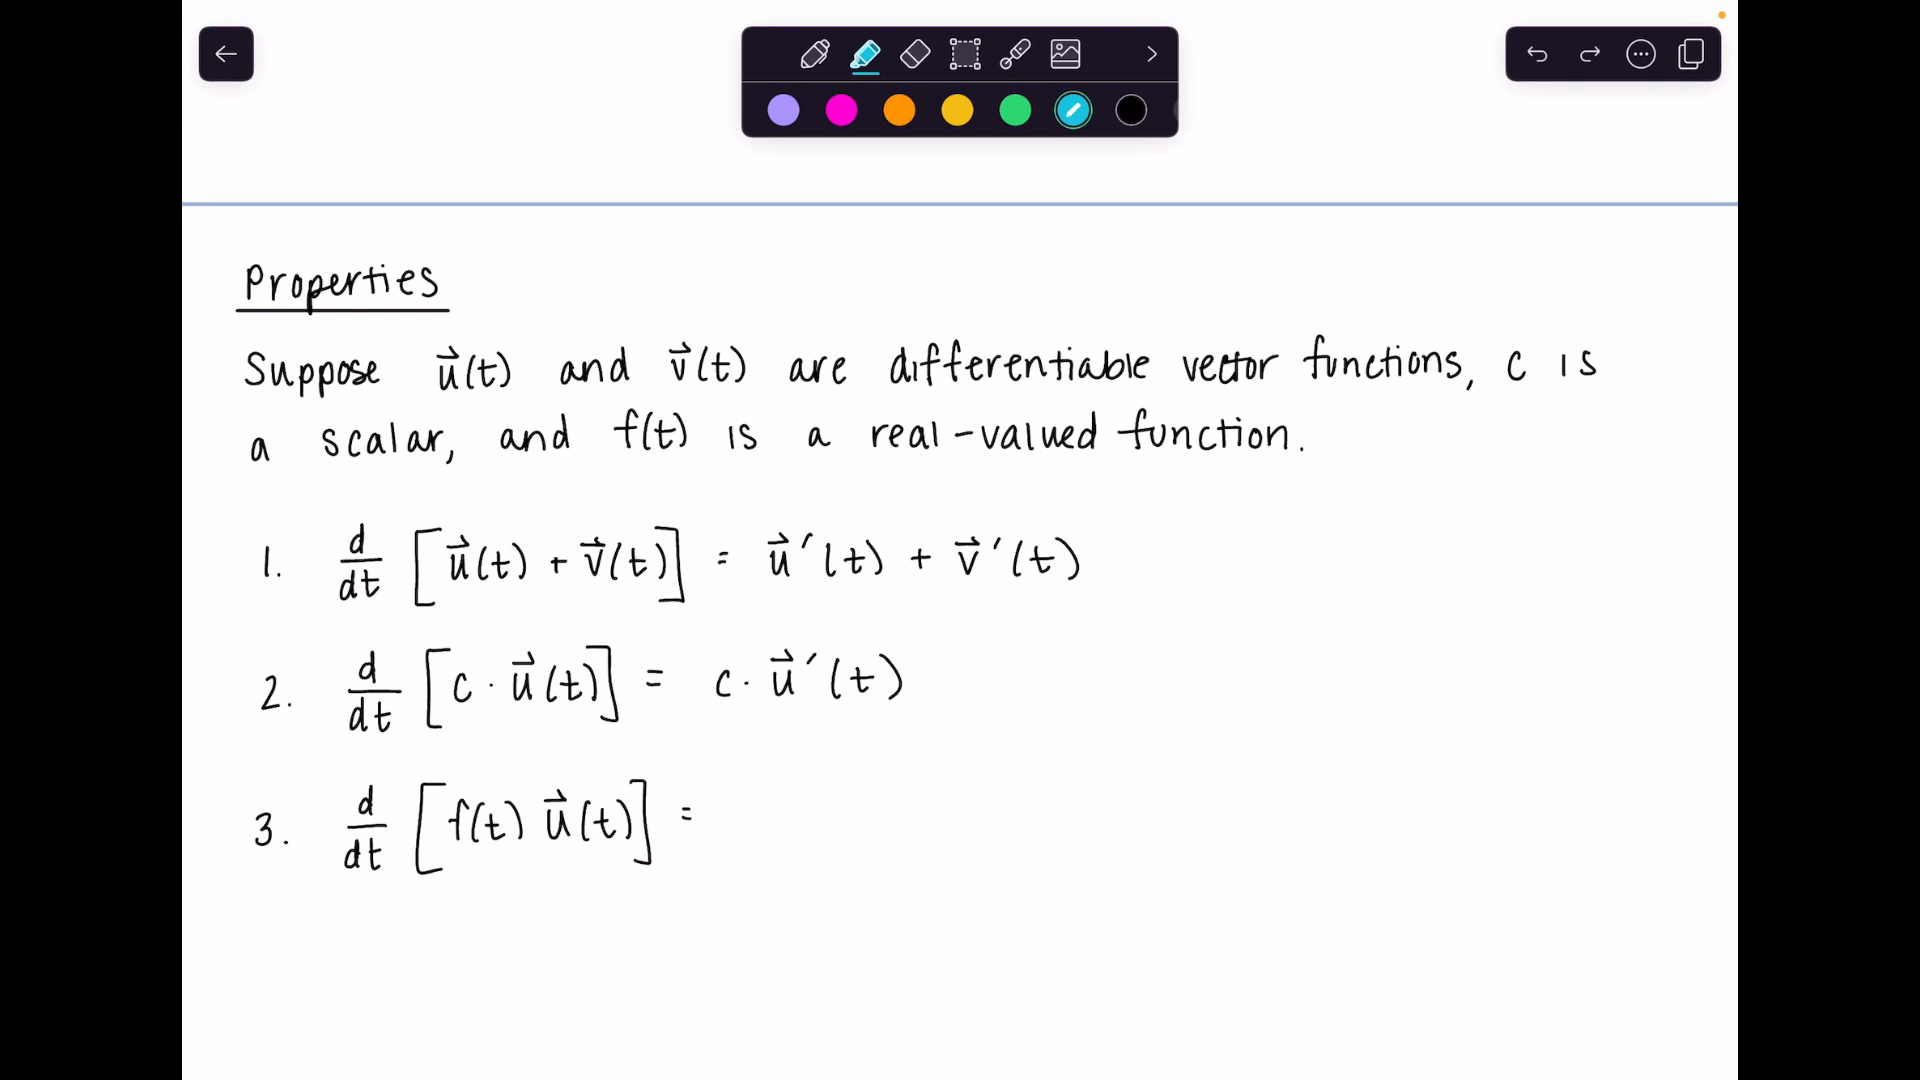 Properties
Suppose u⃗(t) and v⃗(t) are differentiable vector functions, c is
a scalar, and f(t) is a real-valued function.
1. d/dt [u⃗(t) + v⃗(t)] = u⃗′(t) + v⃗′(t)
2. d/dt [c · u⃗(t)] = c · u⃗′(t)
3. d/dt [f(t) u⃗(t)] =